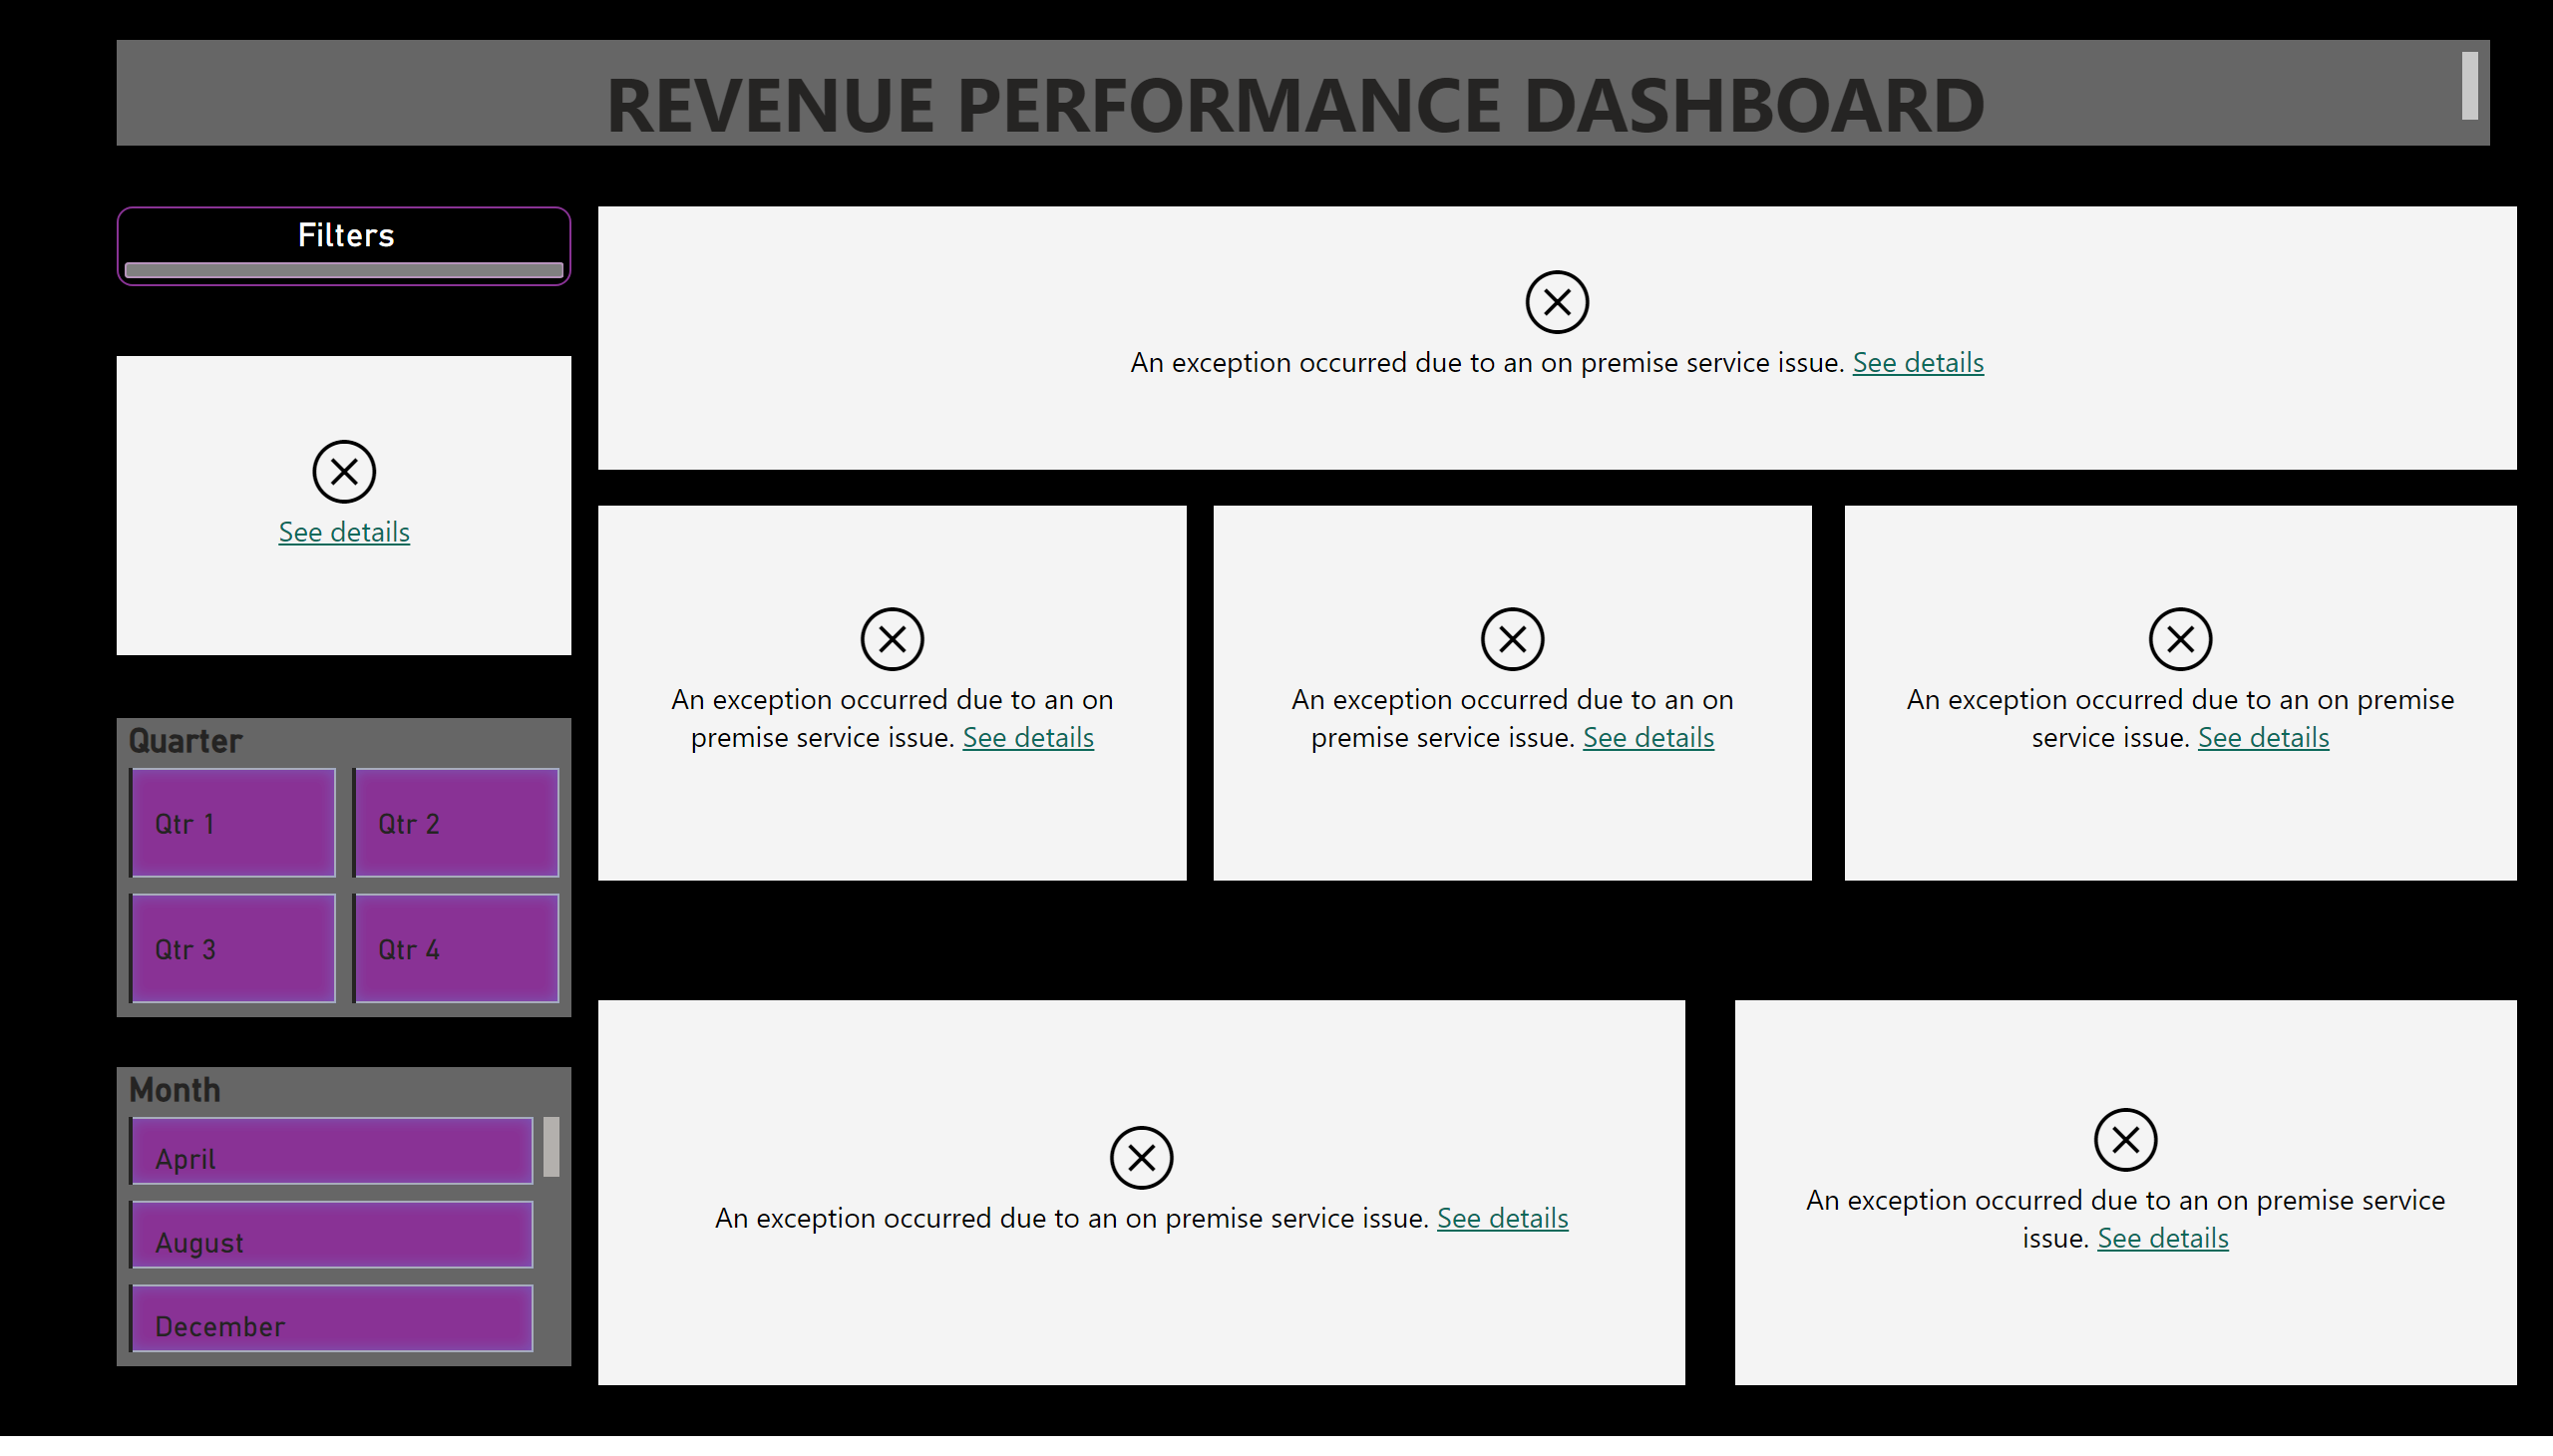 REVENUE PERFORMANCE DASHBOARD
Filters
See details
Quarter
Qtr 1
Qtr 2
Qtr 3
Qtr 4
Month
April
August
December
An exception occurred due to an on premise service issue. See details
An exception occurred due to an on
premise service issue. See details
An exception occurred due to an on
premise service issue. See details
An exception occurred due to an on premise
service issue. See details
An exception occurred due to an on premise service issue. See details
An exception occurred due to an on premise service
issue. See details